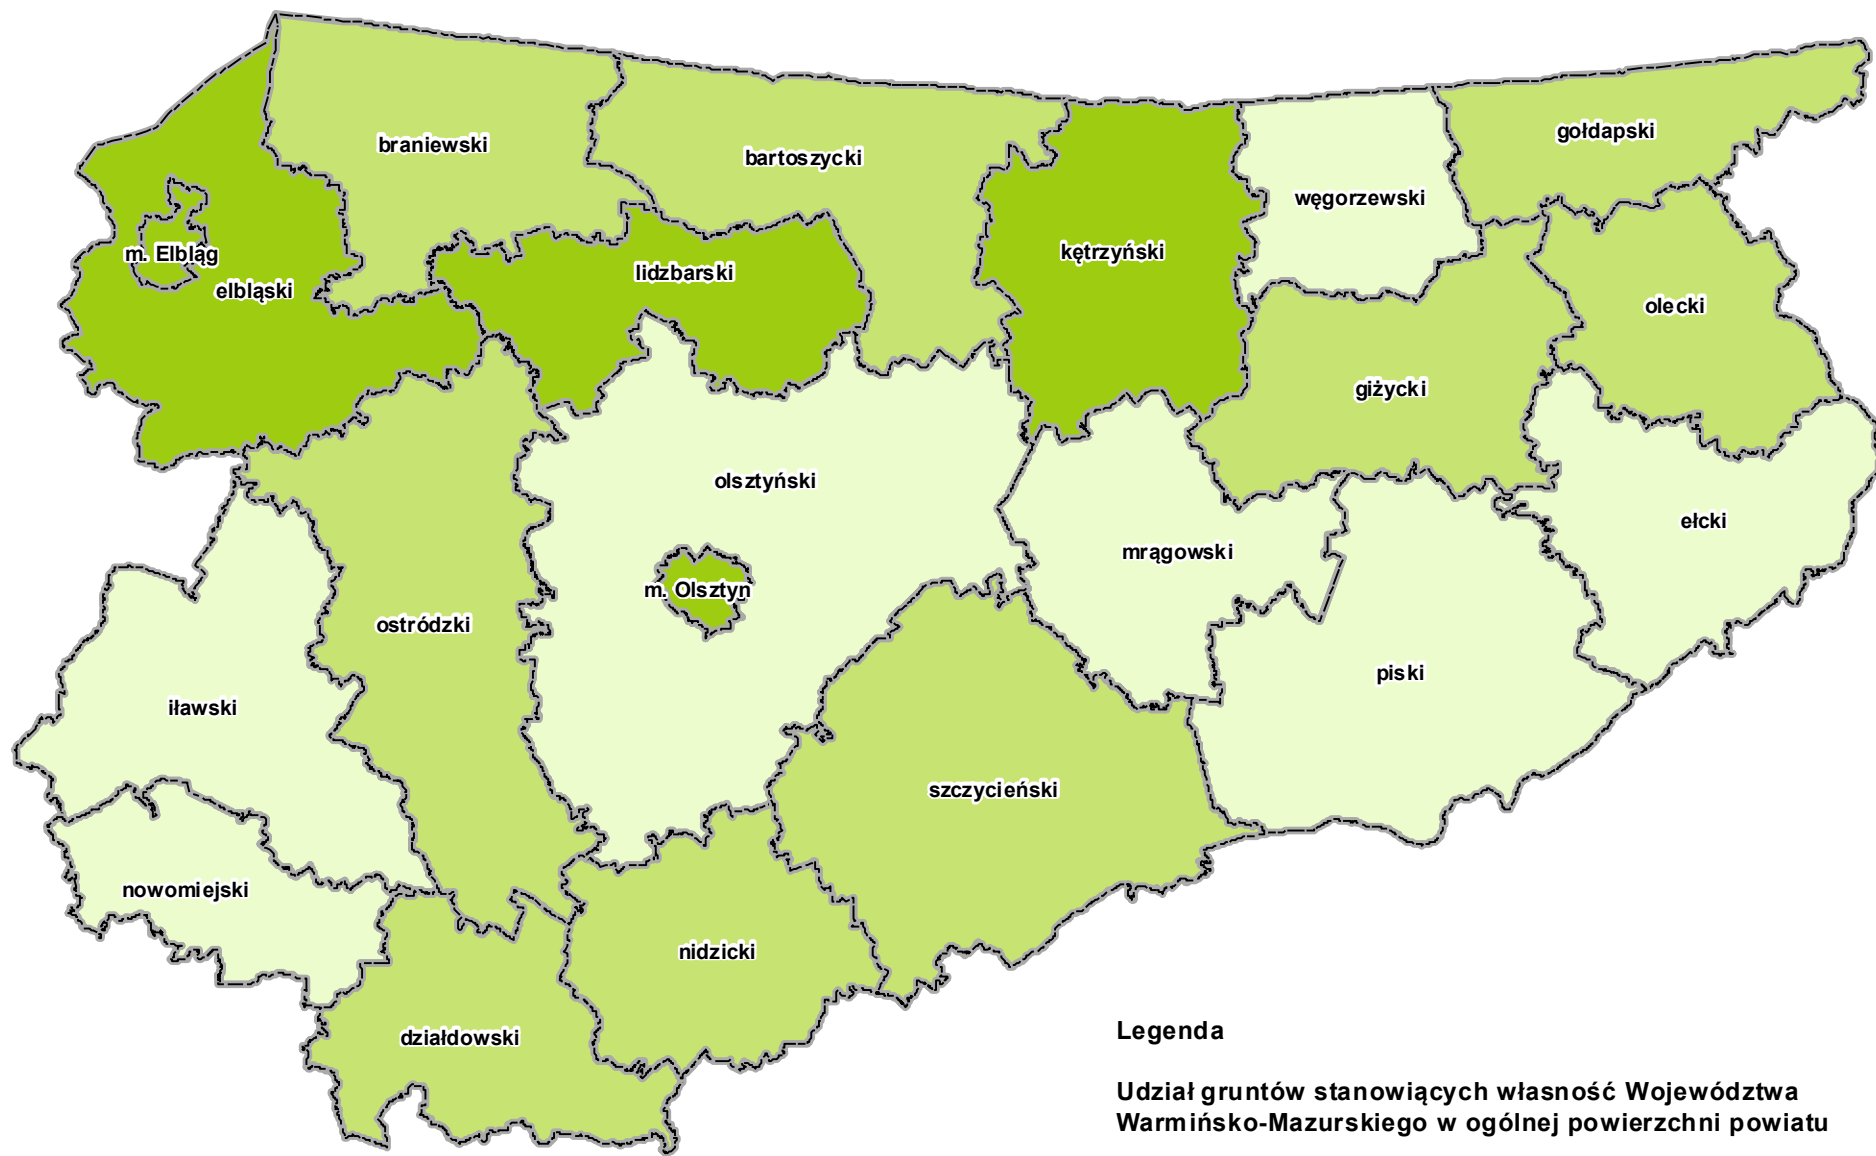 braniewski
bartoszycki
gołdapski
węgorzewski
m. Elbląg
elbląski
lidzbarski
kętrzyński
olecki
giżycki
olsztyński
mrągowski
ełcki
m. Olsztyn
ostródzki
piski
iławski
szczycieński
nowomiejski
nidzicki
działdowski
Legenda
Udział gruntów stanowiących własność Województwa
Warmińsko-Mazurskiego w ogólnej powierzchni powiatu